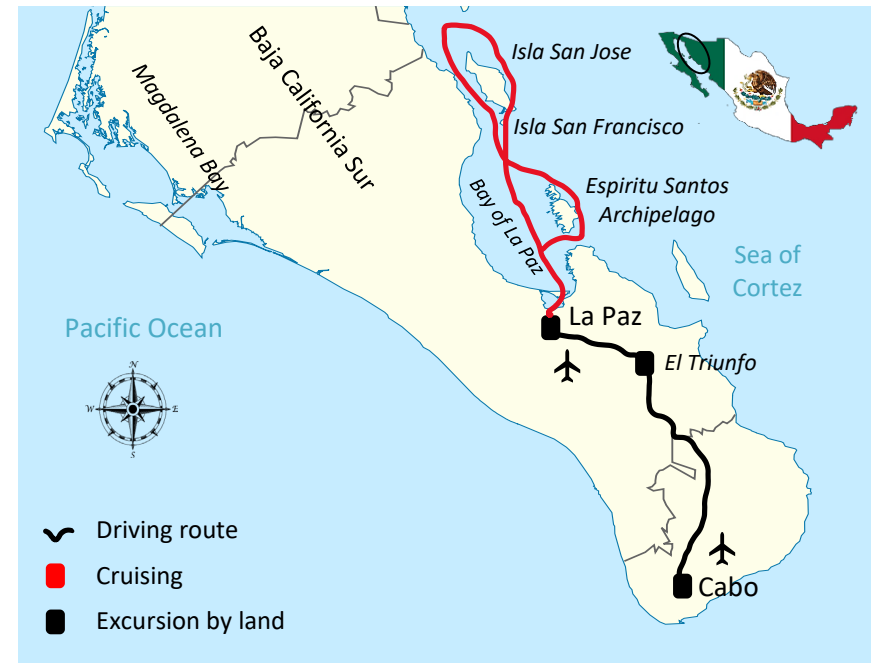 Isla San Jose
Baja California Sur
Magdalena Bay
Isla San Francisco
Espiritu Santos
Archipelago
Bay of La Paz
Sea of
Cortez
Pacific Ocean
La Paz
El Triunfo
N
W
E
S
Driving route
Cruising
Cabo
Excursion by land